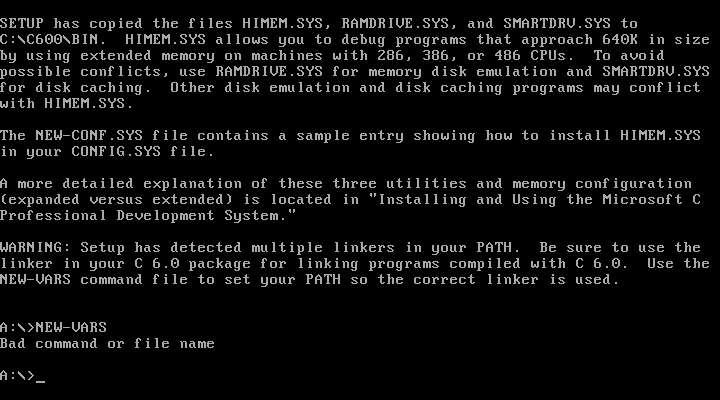 SETUP has copied the files HIMEM.SYS, RAMDRIVE.SYS, and SMARTDRV.SYS to
C:\C600\BIN.  HIMEM.SYS allows you to debug programs that approach 640K in size
by using extended memory on machines with 286, 386, or 486 CPUs.  To avoid
possible conflicts, use RAMDRIVE.SYS for memory disk emulation and SMARTDRV.SYS
for disk caching.  Other disk emulation and disk caching programs may conflict
with HIMEM.SYS.
The NEW-CONF.SYS file contains a sample entry showing how to install HIMEM.SYS
in your CONFIG.SYS file.
A more detailed explanation of these three utilities and memory configuration
(expanded versus extended) is located in "Installing and Using the Microsoft C
Professional Development System."
WARNING: Setup has detected multiple linkers in your PATH.  Be sure to use the
linker in your C 6.0 package for linking programs compiled with C 6.0.  Use the
NEW-VARS command file to set your PATH so the correct linker is used.
A:\>NEW-VARS
Bad command or file name
A:\>_